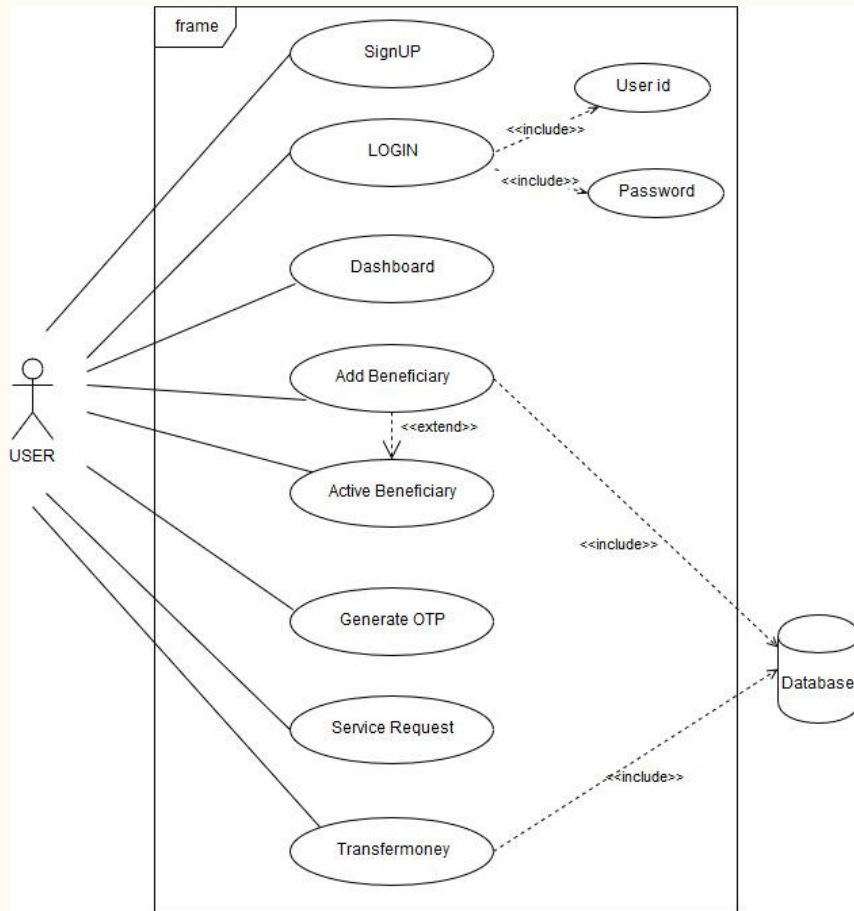 frame
SignUP
User id
<<include>>
LOGIN
<<include>>
Password
Dashboard
Add Beneficiary
<<extend>>
USER
Active Beneficiary
<<include>>
Generate OTP
Database
Service Request
<<include>>
Transfermoney